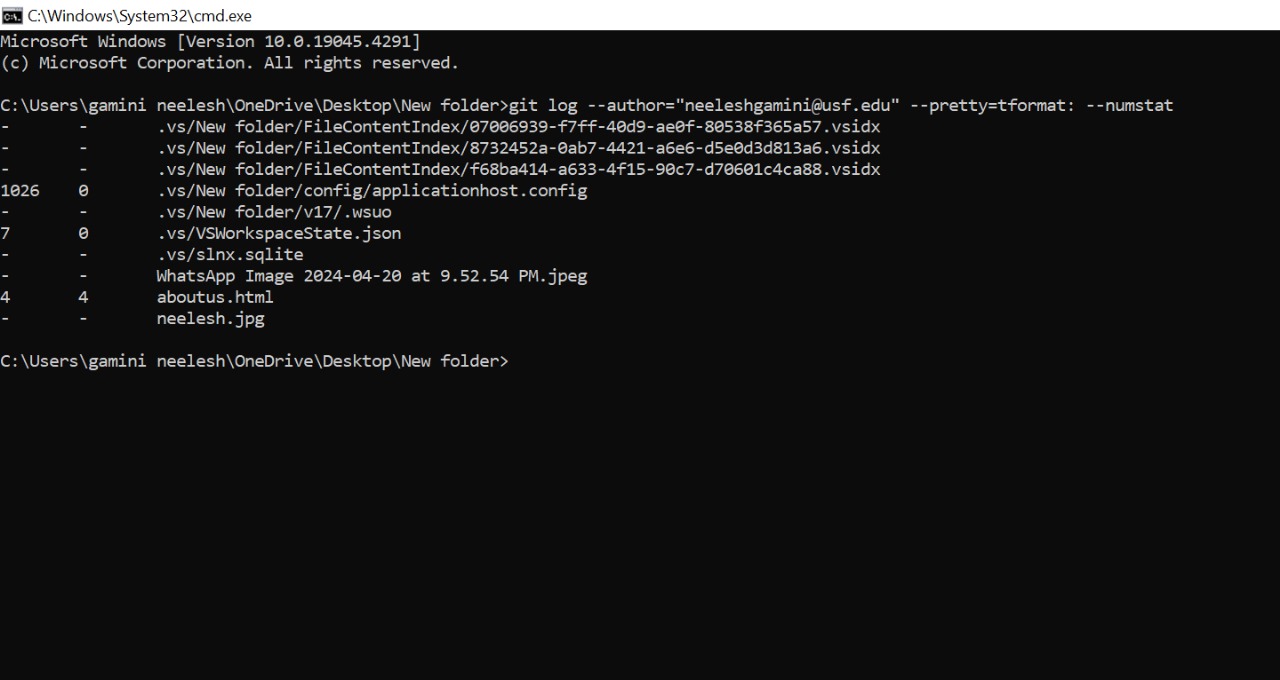 C:\Windows\System32\cmd.exe
Microsoft Windows [Version 10.0.19045.4291]
(c) Microsoft Corporation. All rights reserved.
C:\Users\gamini neelesh\OneDrive\Desktop\New folder>git log --author="neeleshgamini@usf.edu" --pretty=tformat: --numstat
-       -       .vs/New folder/FileContentIndex/07006939-f7ff-40d9-ae0f-80538f365a57.vsidx
-       -       .vs/New folder/FileContentIndex/8732452a-0ab7-4421-a6e6-d5e0d3d813a6.vsidx
-       -       .vs/New folder/FileContentIndex/f68ba414-a633-4f15-90c7-d70601c4ca88.vsidx
1026    0       .vs/New folder/config/applicationhost.config
-       -       .vs/New folder/v17/.wsuo
7       0       .vs/VSWorkspaceState.json
-       -       .vs/slnx.sqlite
-       -       WhatsApp Image 2024-04-20 at 9.52.54 PM.jpeg
4       4       aboutus.html
-       -       neelesh.jpg
C:\Users\gamini neelesh\OneDrive\Desktop\New folder>